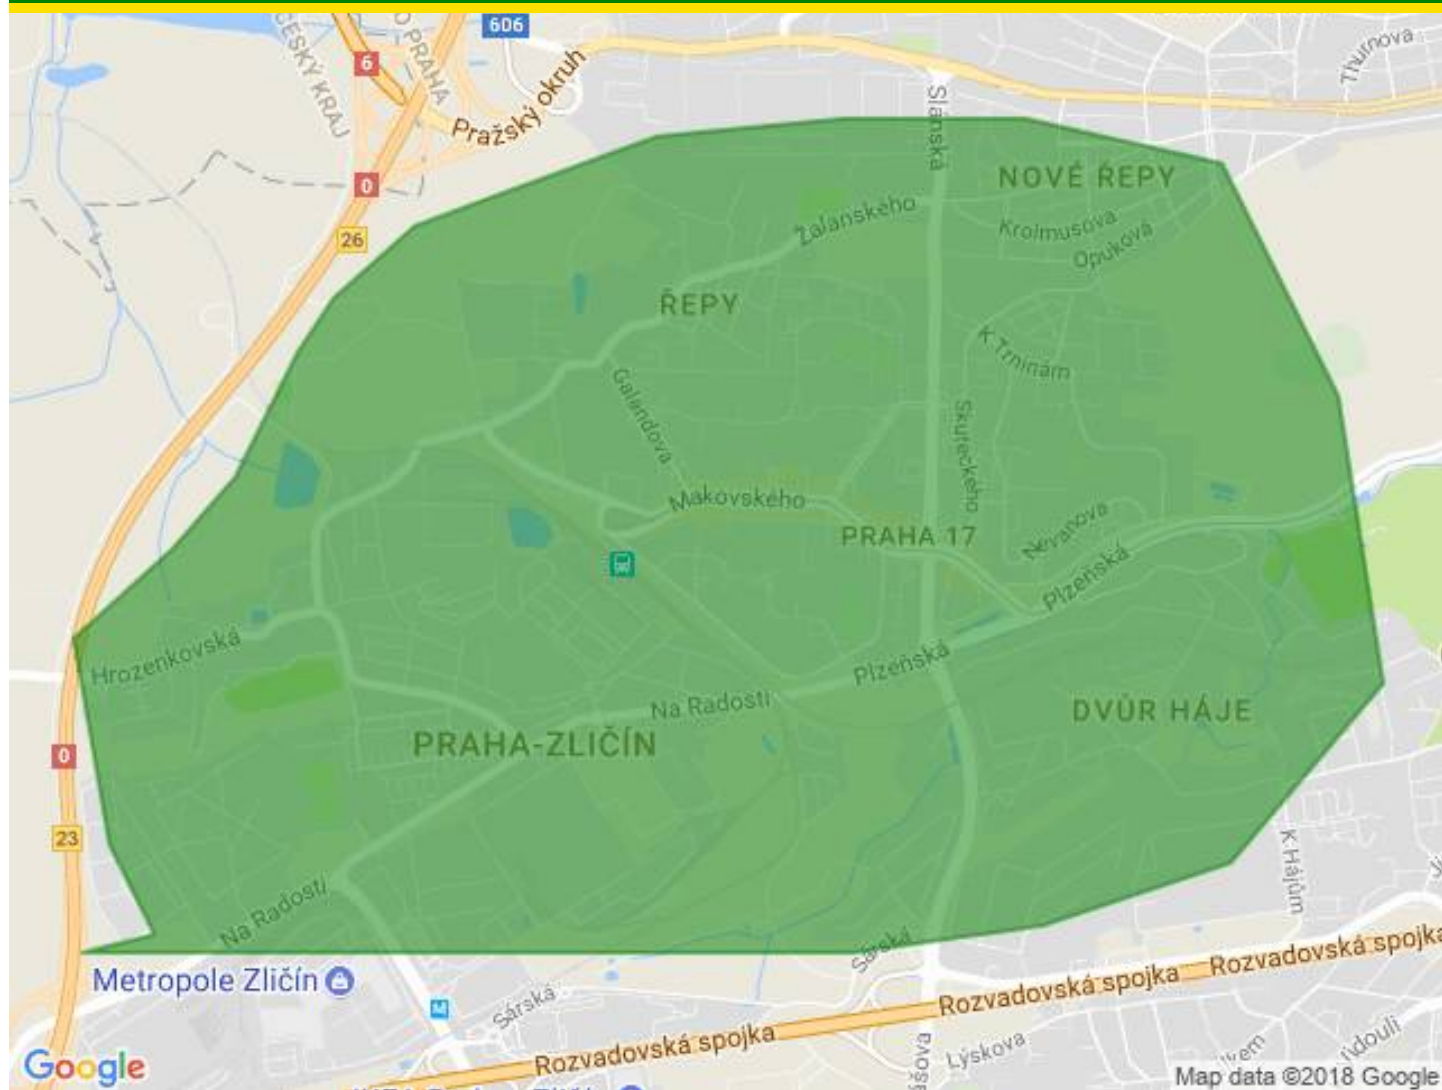 606
6
ČESKÝ KRAJ
PRAHA
Pražský okruh
Thurnova
Slánská
0
NOVÉ ŘEPY
26
Žalanského
Krolmusova
Opuková
ŘEPY
K Trninám
Galandova
Skuteckého
Makovského
PRAHA 17
Nevanova
Plzeňská
Hrozenkovská
Plzeňská
Na Radosti
DVŮR HÁJE
PRAHA-ZLIČÍN
0
23
K Hájům
Na Radosti
Sárská
Metropole Zličín
Rozvadovská spojka
Rozvadovská spojka
Sárská
Rozvadovská spojka
Lýskova
Google
Map data ©2018 Google